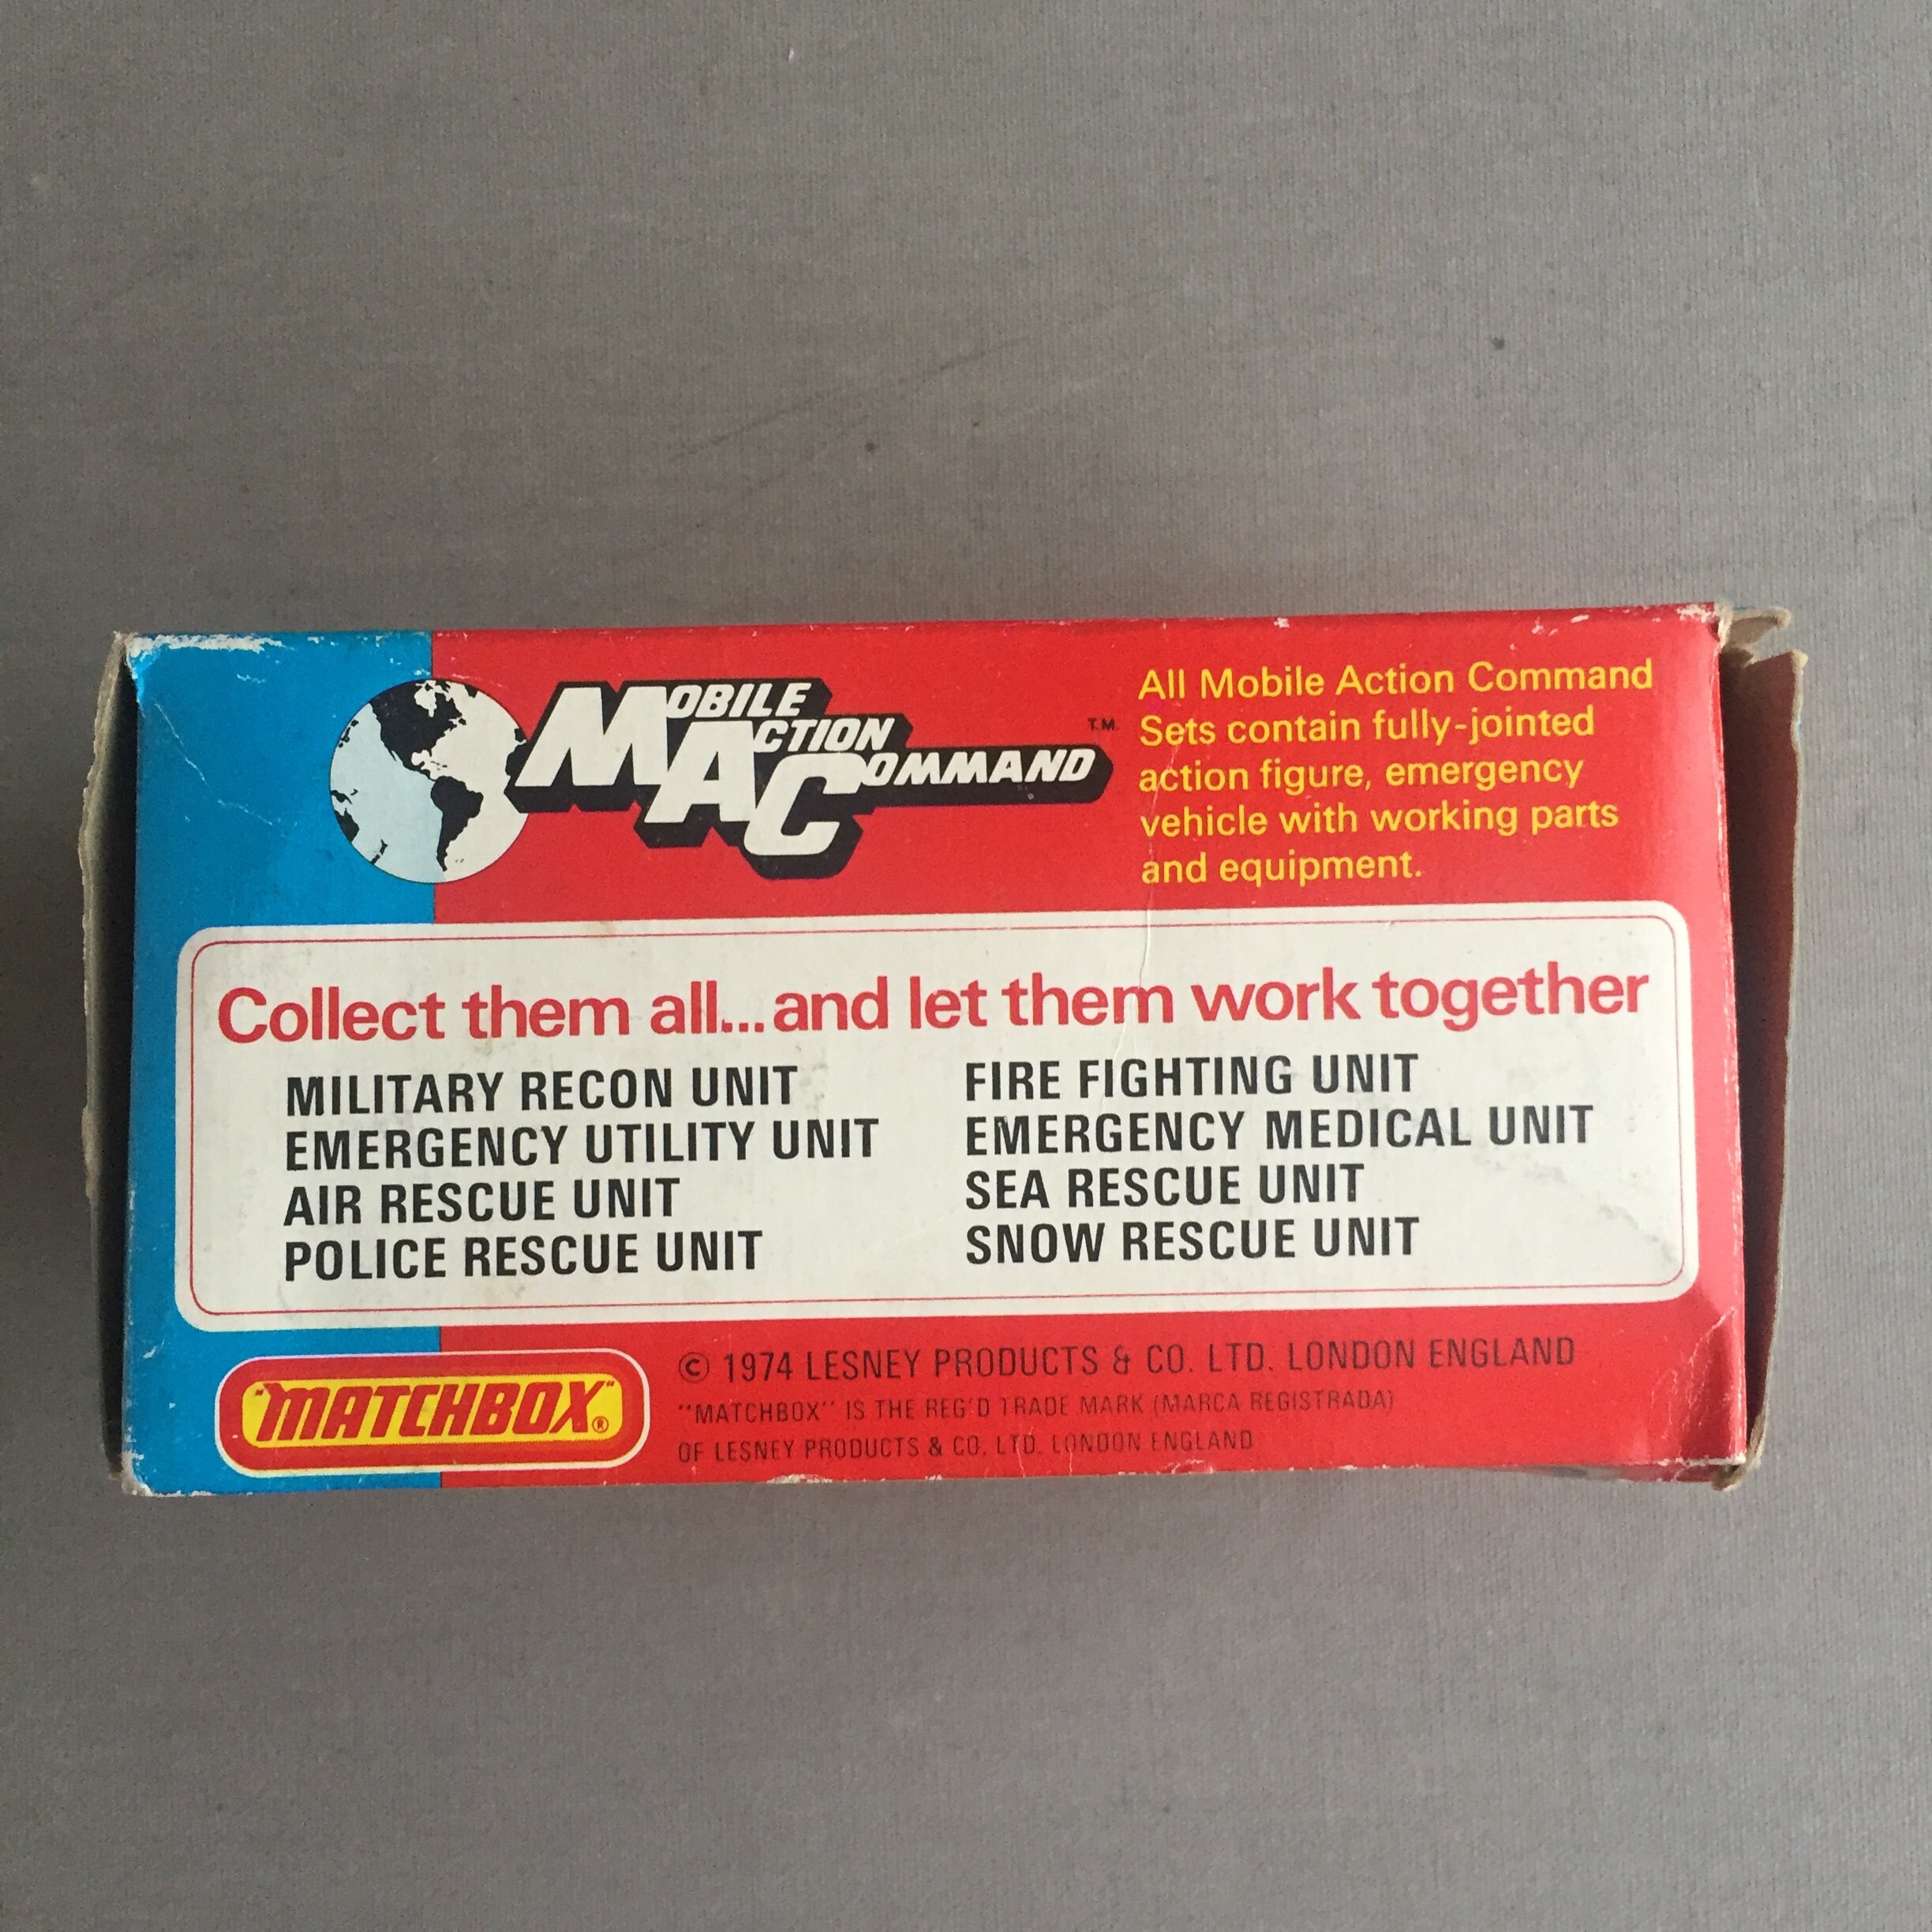 MOBILE
ACTION
COMMAND T.M.
All Mobile Action Command
Sets contain fully-jointed
action figure, emergency
vehicle with working parts
and equipment.
Collect them all...and let them work together
MILITARY RECON UNIT
EMERGENCY UTILITY UNIT
AIR RESCUE UNIT
POLICE RESCUE UNIT
FIRE FIGHTING UNIT
EMERGENCY MEDICAL UNIT
SEA RESCUE UNIT
SNOW RESCUE UNIT
"MATCHBOX"®
© 1974 LESNEY PRODUCTS & CO. LTD. LONDON ENGLAND
"MATCHBOX" IS THE REG'D TRADE MARK (MARCA REGISTRADA)
OF LESNEY PRODUCTS & CO. LTD. LONDON ENGLAND